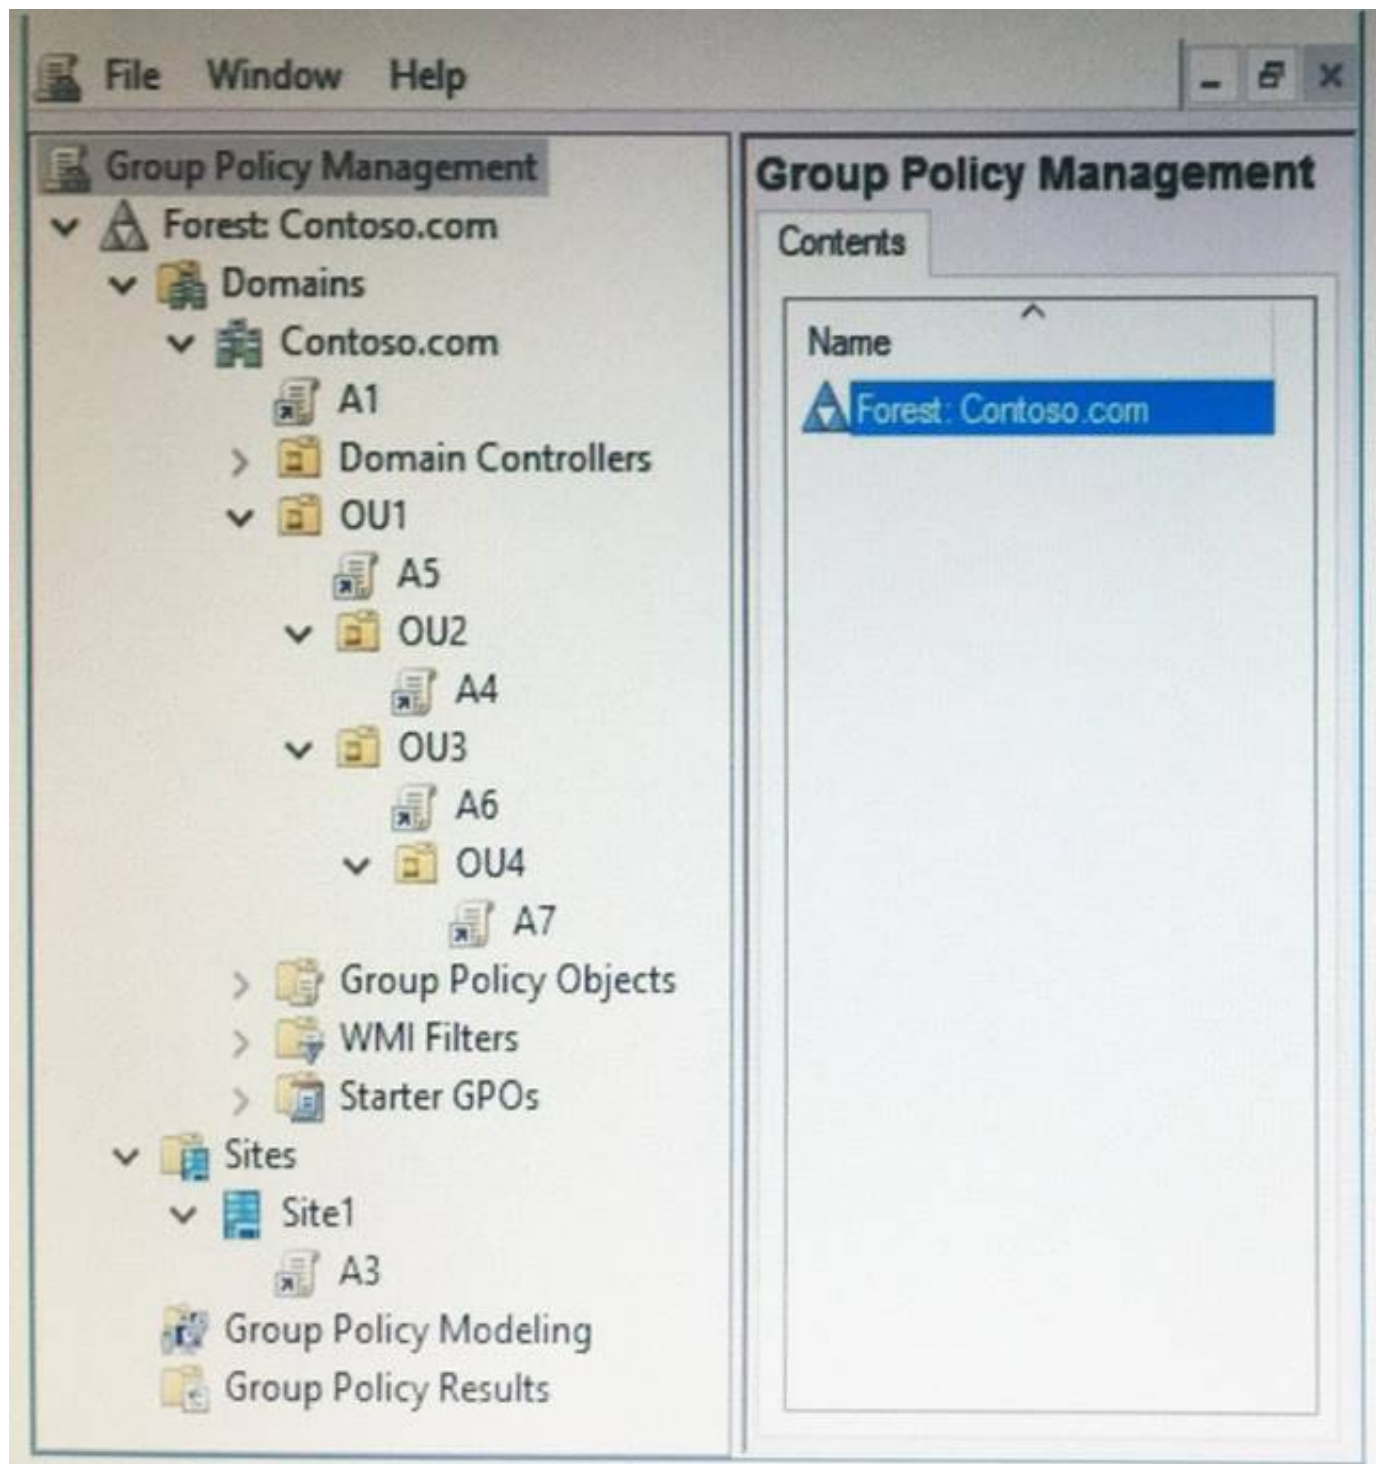 File Window Help
Group Policy Management
Forest: Contoso.com
Domains
Contoso.com
A1
Domain Controllers
OU1
A5
OU2
A4
OU3
A6
OU4
A7
Group Policy Objects
WMI Filters
Starter GPOs
Sites
Site1
A3
Group Policy Modeling
Group Policy Results
Group Policy Management
Contents
Name
Forest: Contoso.com